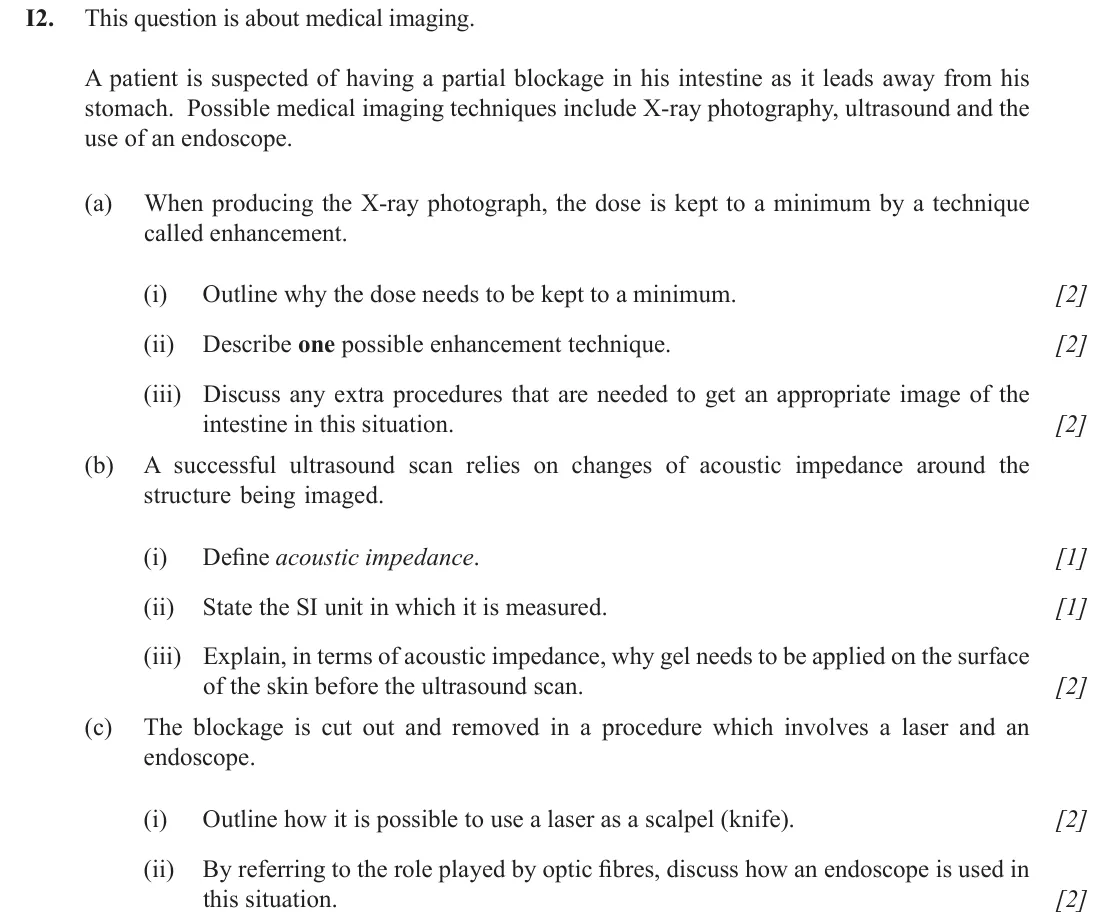 I2. This question is about medical imaging.
A patient is suspected of having a partial blockage in his intestine as it leads away from his
stomach. Possible medical imaging techniques include X-ray photography, ultrasound and the
use of an endoscope.
(a) When producing the X-ray photograph, the dose is kept to a minimum by a technique
called enhancement.
(i) Outline why the dose needs to be kept to a minimum. [2]
(ii) Describe one possible enhancement technique. [2]
(iii) Discuss any extra procedures that are needed to get an appropriate image of the
intestine in this situation. [2]
(b) A successful ultrasound scan relies on changes of acoustic impedance around the
structure being imaged.
(i) Define acoustic impedance. [1]
(ii) State the SI unit in which it is measured. [1]
(iii) Explain, in terms of acoustic impedance, why gel needs to be applied on the surface
of the skin before the ultrasound scan. [2]
(c) The blockage is cut out and removed in a procedure which involves a laser and an
endoscope.
(i) Outline how it is possible to use a laser as a scalpel (knife). [2]
(ii) By referring to the role played by optic fibres, discuss how an endoscope is used in
this situation. [2]